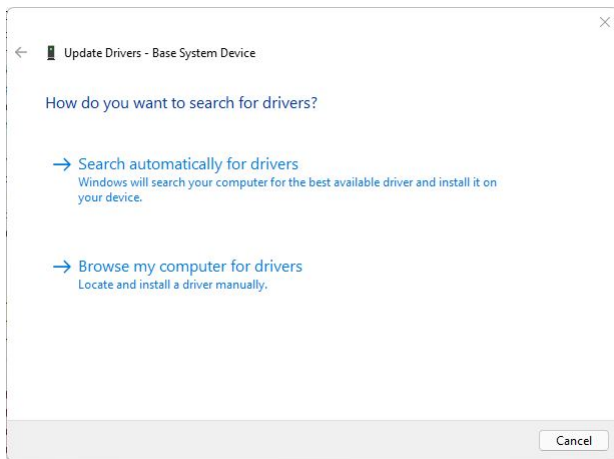 Update Drivers - Base System Device
How do you want to search for drivers?
Search automatically for drivers
Windows will search your computer for the best available driver and install it on
your device.
Browse my computer for drivers
Locate and install a driver manually.
Cancel